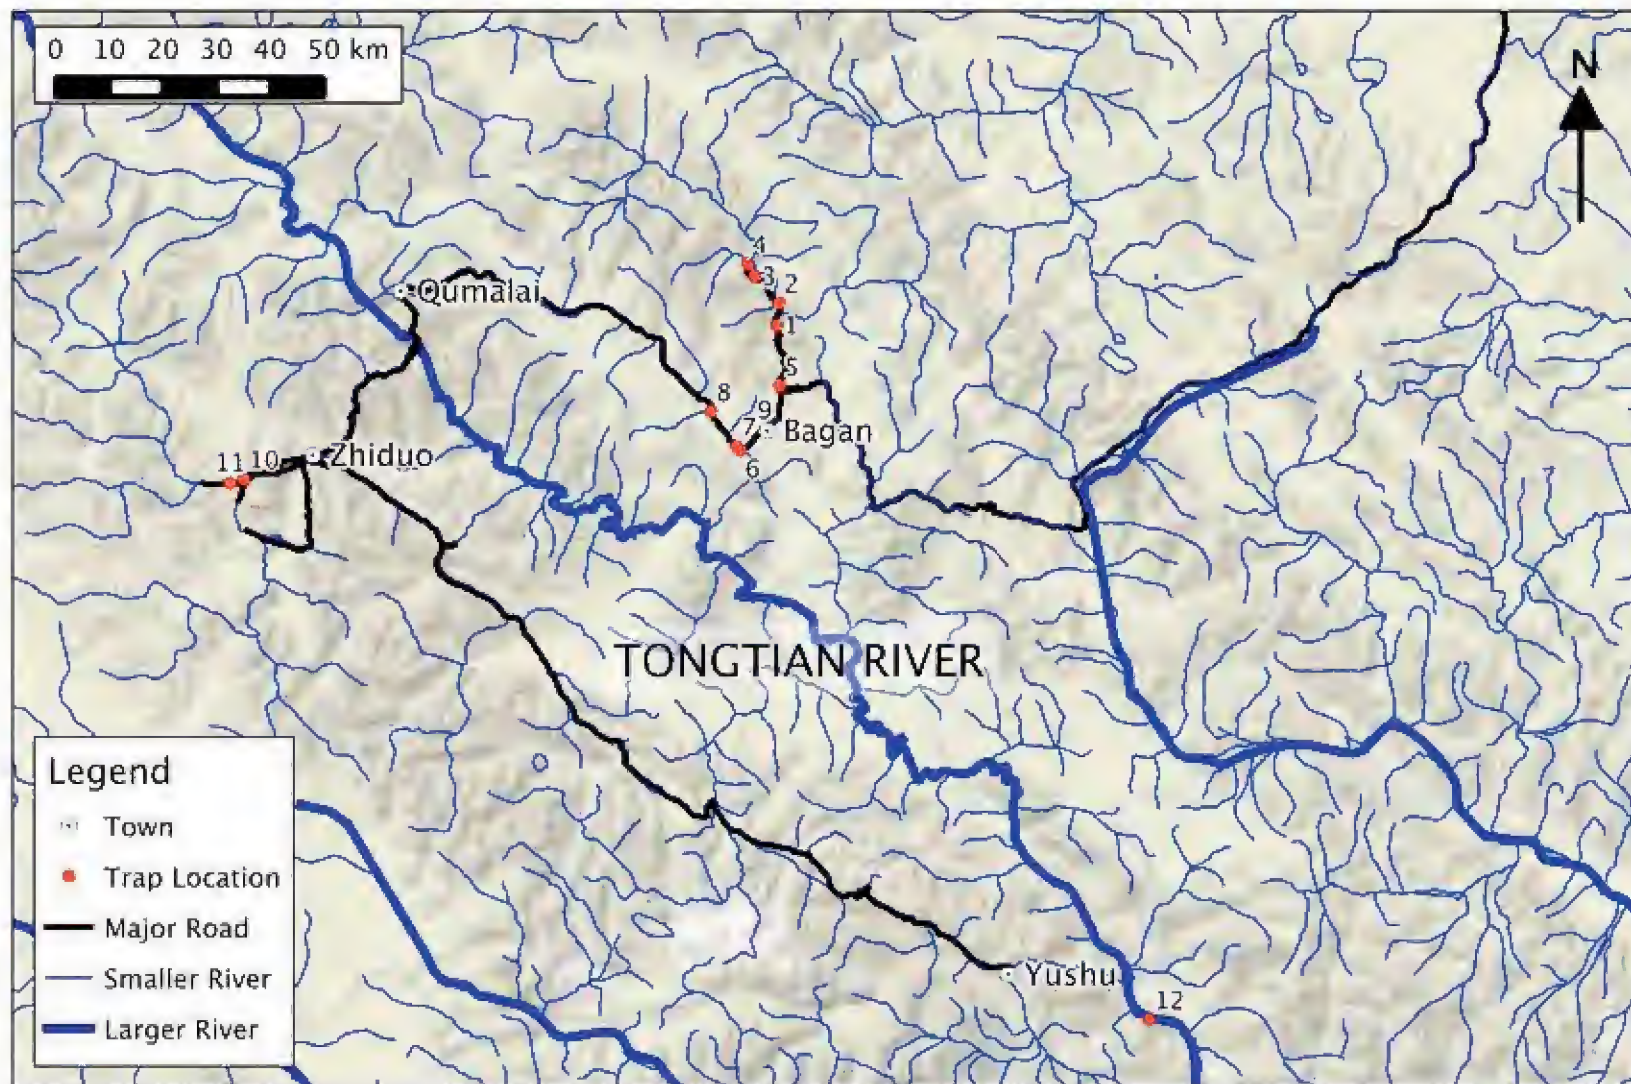 0 10 20 30 40 50 km
N
4
3 2
Qumalai
1
5
8
9
7 Bagan
6
11 10 Zhiduo
TONGTIAN RIVER
Legend
Town
Trap Location
Major Road
Smaller River
Larger River
Yushu
12